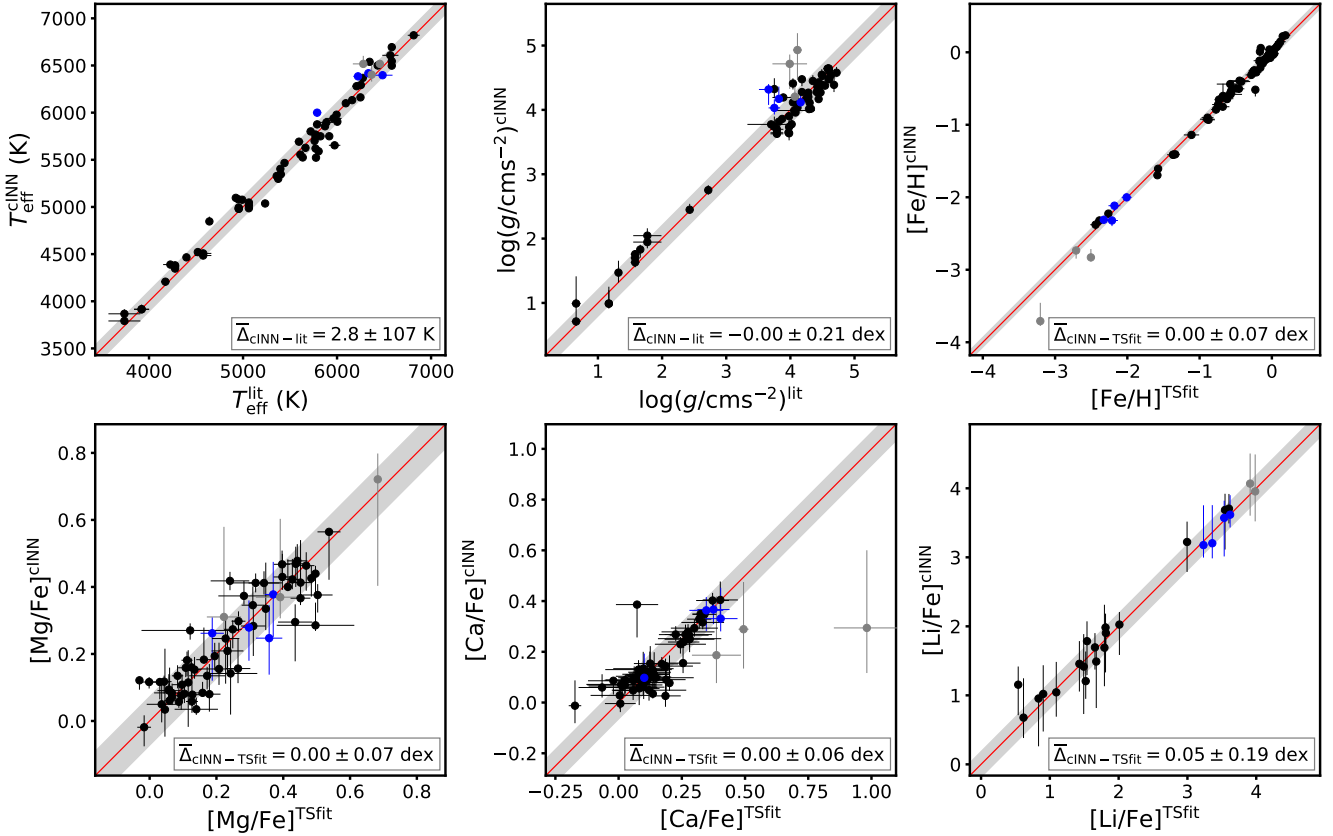 7000
6500
6000
5500
5000
4500
4000
3500
T_eff^cINN (K)
4000 5000 6000 7000
T_eff^lit (K)
Δ̅_cINN−lit = 2.8 ± 107 K
5
4
3
2
1
log(g/cms⁻²)^cINN
1 2 3 4 5
log(g/cms⁻²)^lit
Δ̅_cINN−lit = −0.00 ± 0.21 dex
0
−1
−2
−3
−4
[Fe/H]^cINN
−4 −3 −2 −1 0
[Fe/H]^TSfit
Δ̅_cINN−TSfit = 0.00 ± 0.07 dex
0.8
0.6
0.4
0.2
0.0
[Mg/Fe]^cINN
0.0 0.2 0.4 0.6 0.8
[Mg/Fe]^TSfit
Δ̅_cINN−TSfit = 0.00 ± 0.07 dex
1.0
0.8
0.6
0.4
0.2
0.0
−0.2
[Ca/Fe]^cINN
−0.25 0.00 0.25 0.50 0.75 1.00
[Ca/Fe]^TSfit
Δ̅_cINN−TSfit = 0.00 ± 0.06 dex
4
3
2
1
0
[Li/Fe]^cINN
0 1 2 3 4
[Li/Fe]^TSfit
Δ̅_cINN−TSfit = 0.05 ± 0.19 dex